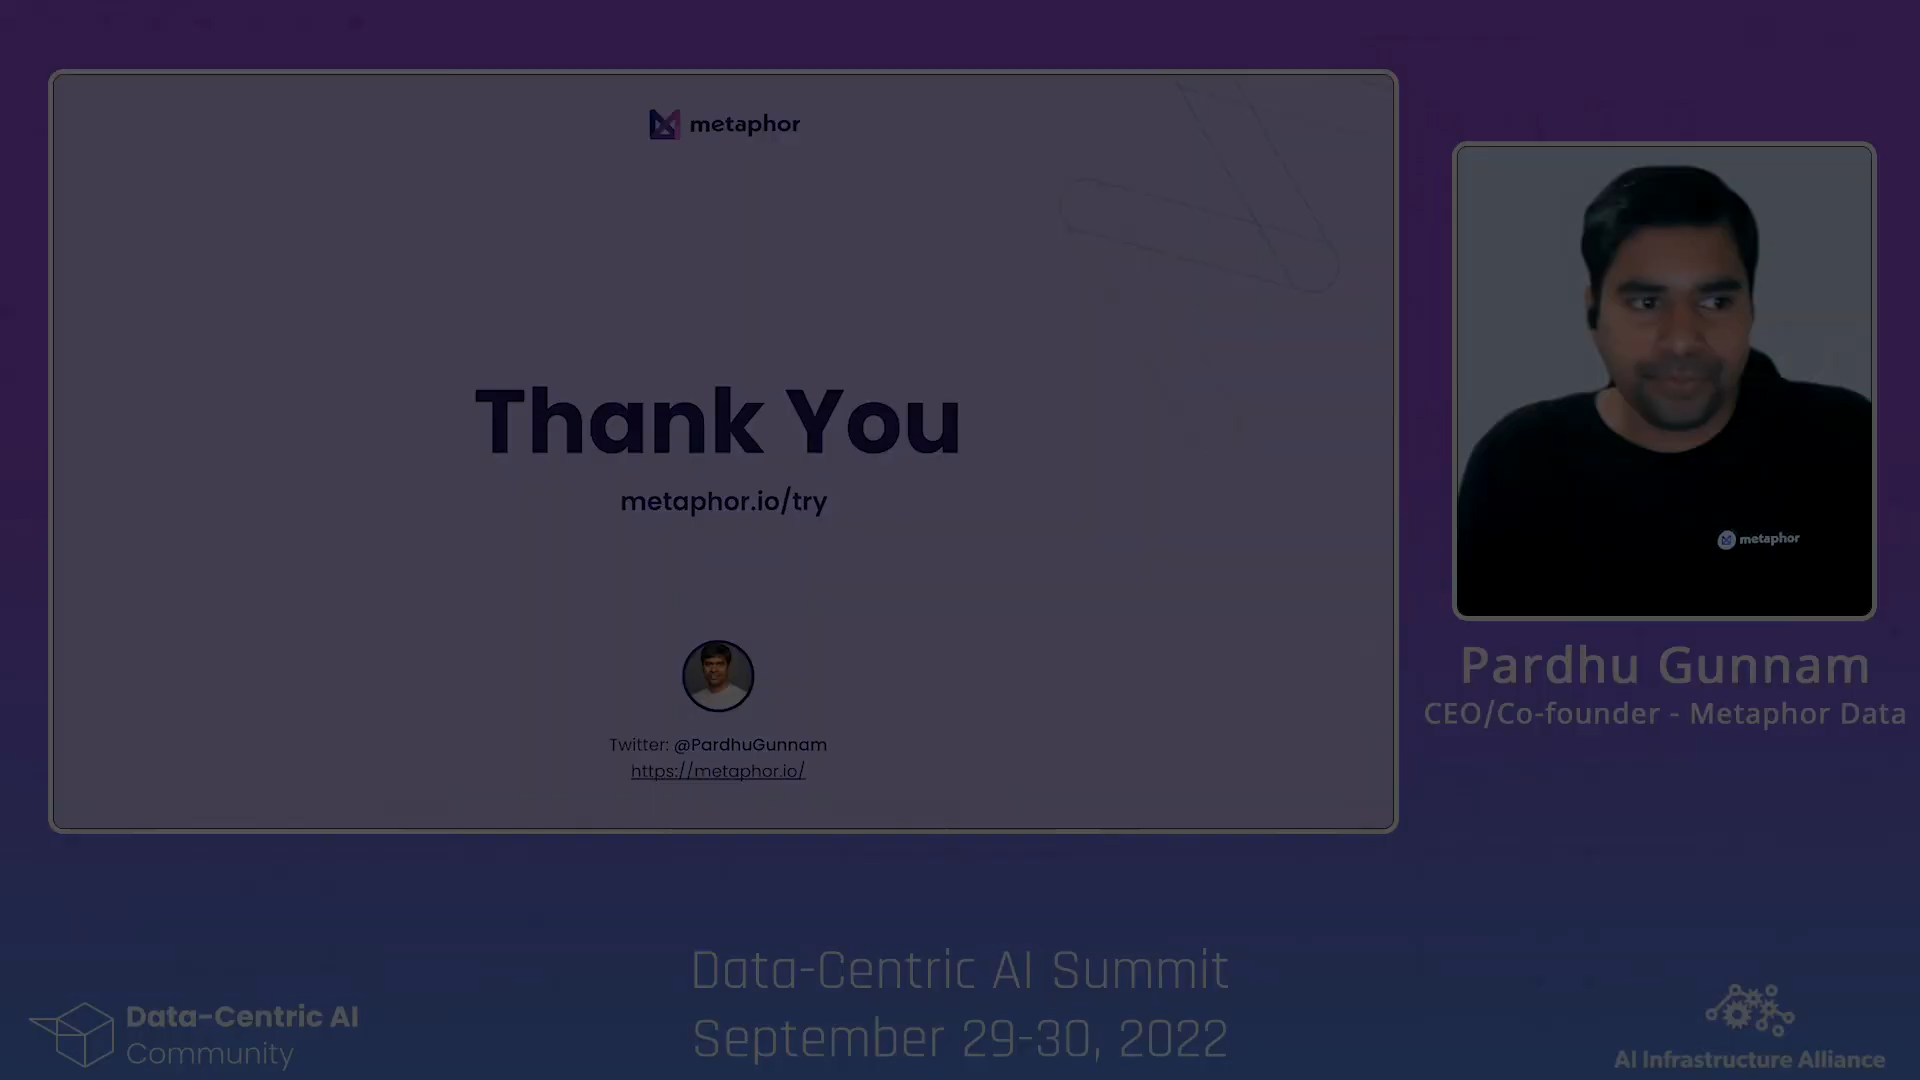 metaphor
Thank You
metaphor.io/try
Twitter: @PardhuGunnam
https://metaphor.io/
metaphor
Pardhu Gunnam
CEO/Co-founder - Metaphor Data
Data-Centric AI Summit
September 29-30, 2022
Data-Centric AI
Community
AI Infrastructure Alliance